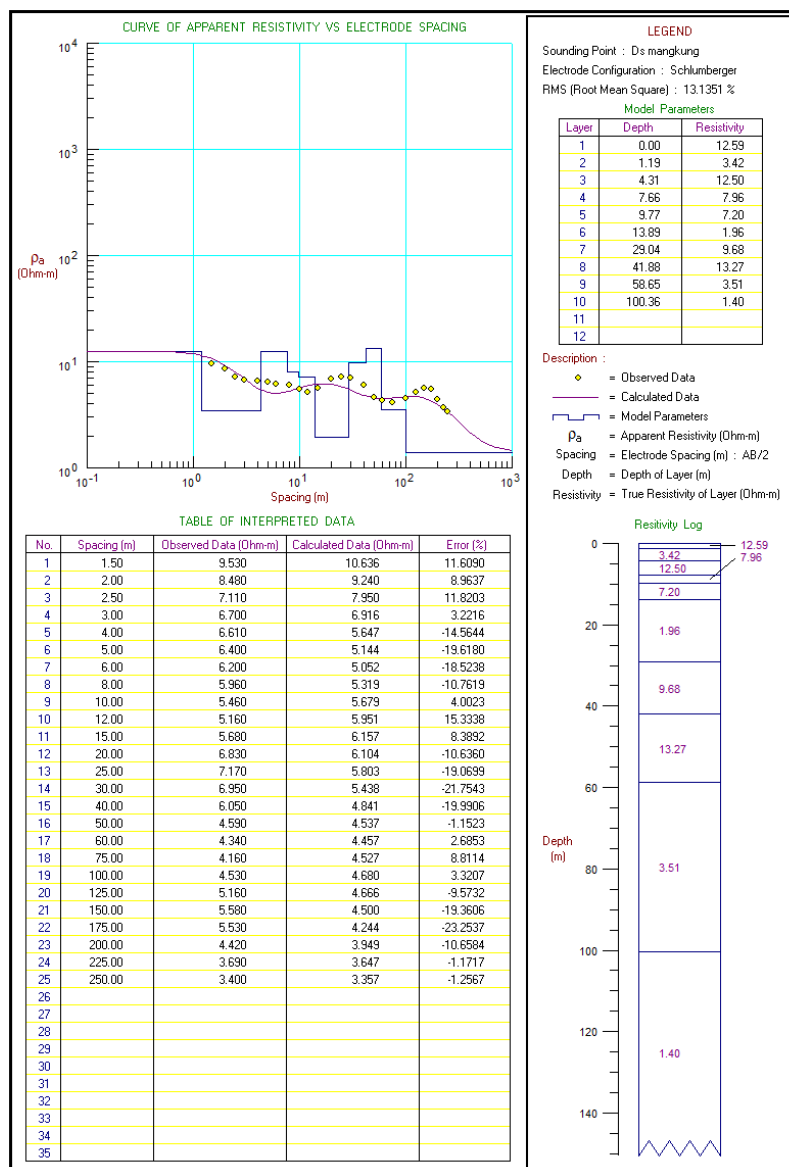 CURVE OF APPARENT RESISTIVITY VS ELECTRODE SPACING
10^4
10^3
10^2
10^1
10^0
ρa
(Ohm-m)
10^-1 10^0 10^1 10^2 10^3
Spacing (m)
LEGEND
Sounding Point : Ds mangkung
Electrode Configuration : Schlumberger
RMS (Root Mean Square) : 13.1351 %
Model Parameters
Layer Depth Resistivity
1 0.00 12.59
2 1.19 3.42
3 4.31 12.50
4 7.66 7.96
5 9.77 7.20
6 13.89 1.96
7 29.04 9.68
8 41.88 13.27
9 58.65 3.51
10 100.36 1.40
11
12
Description :
= Observed Data
= Calculated Data
= Model Parameters
ρa = Apparent Resistivity (Ohm-m)
Spacing = Electrode Spacing (m) : AB/2
Depth = Depth of Layer (m)
Resistivity = True Resistivity of Layer (Ohm-m)
TABLE OF INTERPRETED DATA
No. Spacing (m) Observed Data (Ohm-m) Calculated Data (Ohm-m) Error (%)
1 1.50 9.530 10.636 11.6090
2 2.00 8.480 9.240 8.9637
3 2.50 7.110 7.950 11.8203
4 3.00 6.700 6.916 3.2216
5 4.00 6.610 5.647 -14.5644
6 5.00 6.400 5.144 -19.6180
7 6.00 6.200 5.052 -18.5238
8 8.00 5.960 5.319 -10.7619
9 10.00 5.460 5.679 4.0023
10 12.00 5.160 5.951 15.3338
11 15.00 5.680 6.157 8.3892
12 20.00 6.830 6.104 -10.6360
13 25.00 7.170 5.803 -19.0699
14 30.00 6.950 5.438 -21.7543
15 40.00 6.050 4.841 -19.9906
16 50.00 4.590 4.537 -1.1523
17 60.00 4.340 4.457 2.6853
18 75.00 4.160 4.527 8.8114
19 100.00 4.530 4.680 3.3207
20 125.00 5.160 4.666 -9.5732
21 150.00 5.580 4.500 -19.3606
22 175.00 5.530 4.244 -23.2537
23 200.00 4.420 3.949 -10.6584
24 225.00 3.690 3.647 -1.1717
25 250.00 3.400 3.357 -1.2567
26
27
28
29
30
31
32
33
34
35
Resitivity Log
0
20
40
60
80
100
120
140
Depth
(m)
12.59
3.42
7.96
12.50
7.20
1.96
9.68
13.27
3.51
1.40